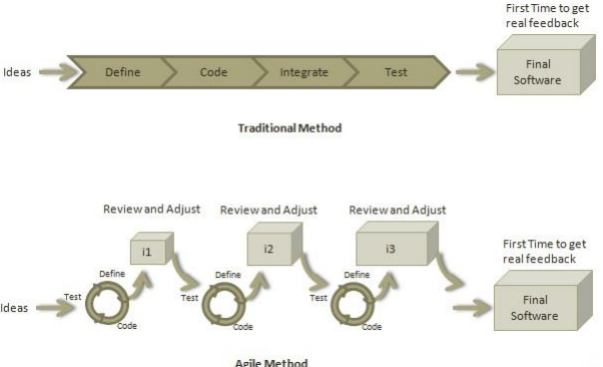 First Time to get
real feedback
Ideas
Define
Code
Integrate
Test
Final
Software
Traditional Method
Review and Adjust
Review and Adjust
Review and Adjust
i1
i2
i3
First Time to get
real feedback
Define
Define
Define
Ideas
Test
Test
Test
Final
Software
Code
Code
Code
Agile Method